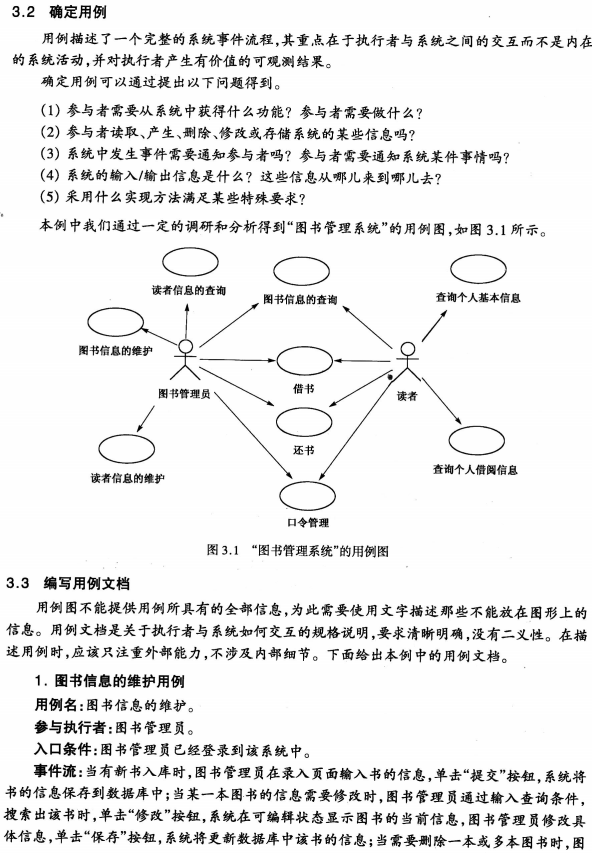 3.2 确定用例
用例描述了一个完整的系统事件流程,其重点在于执行者与系统之间的交互而不是内在
的系统活动,并对执行者产生有价值的可观测结果。
确定用例可以通过提出以下问题得到。
(1) 参与者需要从系统中获得什么功能? 参与者需要做什么?
(2) 参与者读取、产生、删除、修改或存储系统的某些信息吗?
(3) 系统中发生事件需要通知参与者吗? 参与者需要通知系统某件事情吗?
(4) 系统的输入/输出信息是什么? 这些信息从哪儿来到哪儿去?
(5) 采用什么实现方法满足某些特殊要求?
本例中我们通过一定的调研和分析得到“图书管理系统”的用例图,如图 3.1 所示。
读者信息的查询
图书信息的查询
查询个人基本信息
图书信息的维护
图书管理员
借书
读者
还书
读者信息的维护
查询个人借阅信息
口令管理
图 3.1 “图书管理系统”的用例图
3.3 编写用例文档
用例图不能提供用例所具有的全部信息,为此需要使用文字描述那些不能放在图形上的
信息。用例文档是关于执行者与系统如何交互的规格说明,要求清晰明确,没有二义性。在描
述用例时,应该只注重外部能力,不涉及内部细节。下面给出本例中的用例文档。
1. 图书信息的维护用例
用例名:图书信息的维护。
参与执行者:图书管理员。
入口条件:图书管理员已经登录到该系统中。
事件流:当有新书入库时,图书管理员在录入页面输入书的信息,单击“提交”按钮,系统将
书的信息保存到数据库中;当某一本图书的信息需要修改时,图书管理员通过输入查询条件,
搜索出该书时,单击“修改”按钮,系统在可编辑状态显示图书的当前信息,图书管理员修改具
体信息,单击“保存”按钮,系统将更新数据库中该书的信息;当需要删除一本或多本图书时,图